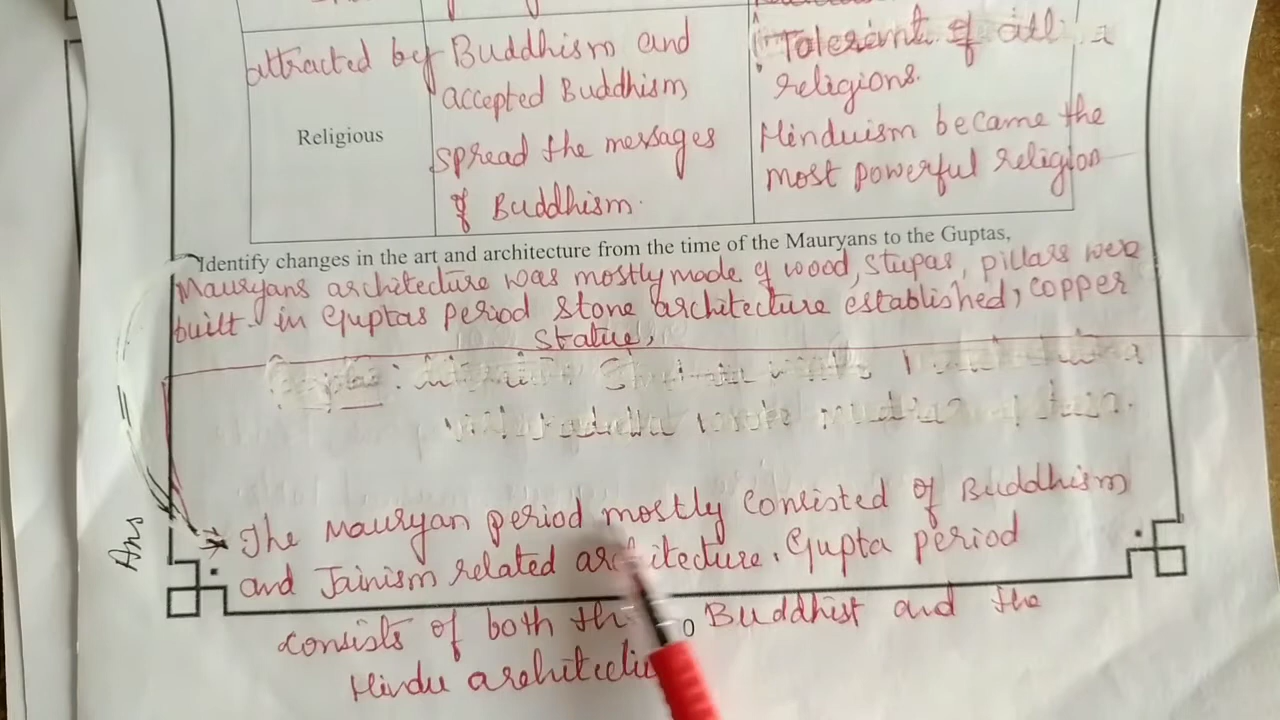 attracted by Buddhism and
accepted Buddhism
spread the messages
of Buddhism.
Religious
Tolerant of all
religions.
Hinduism became the
most powerful religion
Identify changes in the art and architecture from the time of the Mauryans to the Guptas,
Mauryans architecture was mostly made of wood, stupas, pillars were
built. in Guptas period stone architecture established, copper
statue,
Ans
The Mauryan period mostly consisted of Buddhism
and Jainism related architecture. Gupta period
consists of both the Buddhist and the
Hindu